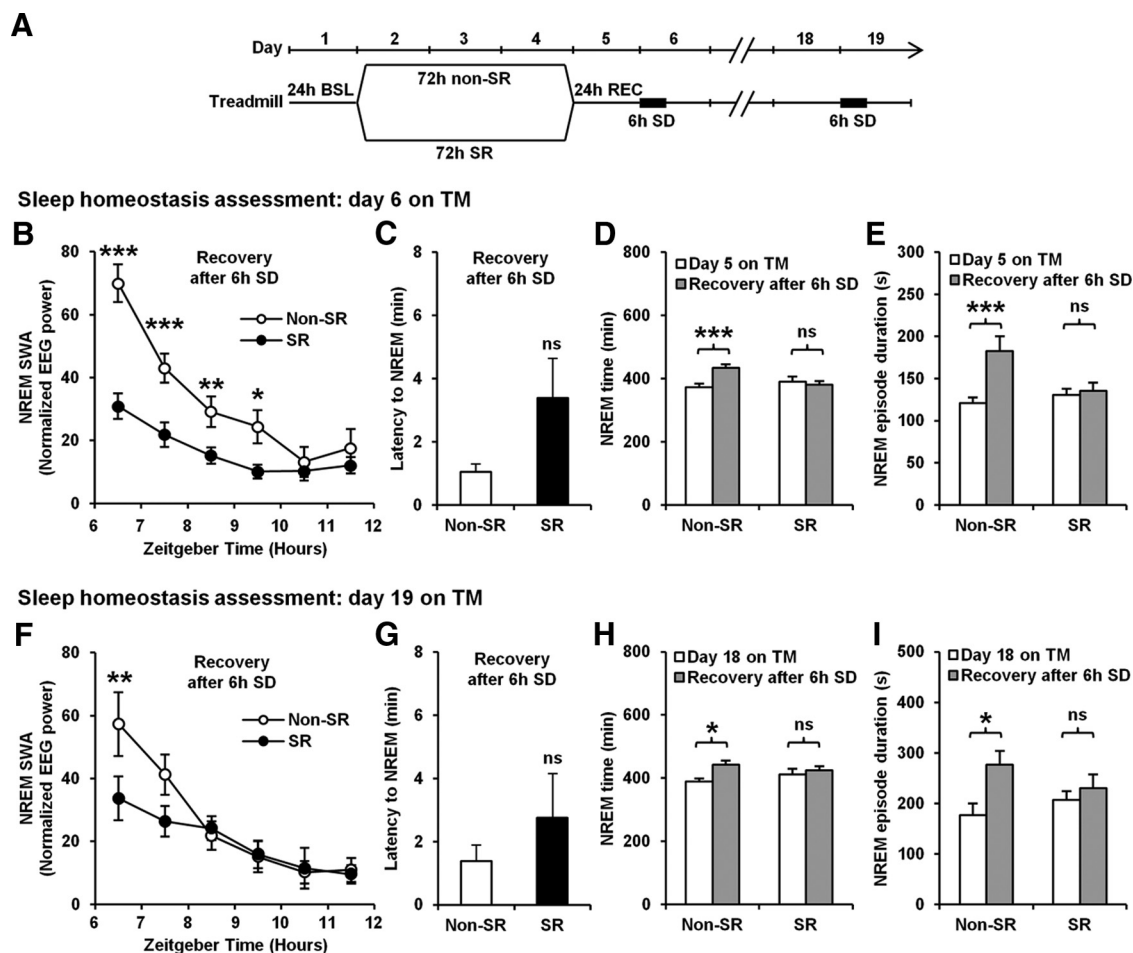 A
Day 1 2 3 4 5 6 18 19
24h BSL 72h non-SR 24h REC
Treadmill
6h SD 6h SD
72h SR
Sleep homeostasis assessment: day 6 on TM
B
NREM SWA
(Normalized EEG power)
80
60
40
20
0
*** *** ** *
Recovery
after 6h SD
Non-SR
SR
6 7 8 9 10 11 12
Zeitgeber Time (Hours)
C
Latency to NREM (min)
8
6
4
2
0
Recovery
after 6h SD
ns
Non-SR SR
D
NREM time (min)
800
600
400
200
0
Day 5 on TM
Recovery after 6h SD
*** ns
Non-SR SR
E
NREM episode duration (s)
300
250
200
150
100
50
0
Day 5 on TM
Recovery after 6h SD
*** ns
Non-SR SR
Sleep homeostasis assessment: day 19 on TM
F
NREM SWA
(Normalized EEG power)
80
60
40
20
0
**
Recovery
after 6h SD
Non-SR
SR
6 7 8 9 10 11 12
Zeitgeber Time (Hours)
G
Latency to NREM (min)
8
6
4
2
0
Recovery
after 6h SD
ns
Non-SR SR
H
NREM time (min)
800
600
400
200
0
Day 18 on TM
Recovery after 6h SD
* ns
Non-SR SR
I
NREM episode duration (s)
500
400
300
200
100
0
Day 18 on TM
Recovery after 6h SD
* ns
Non-SR SR